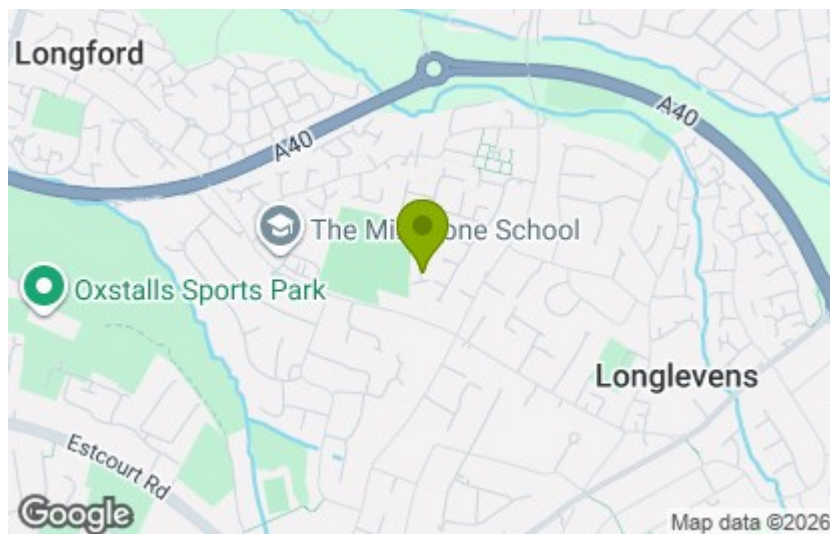 Longford
A40
A40
The Mi one School
Oxstalls Sports Park
Longlevens
Estcourt Rd
Google
Map data ©2026